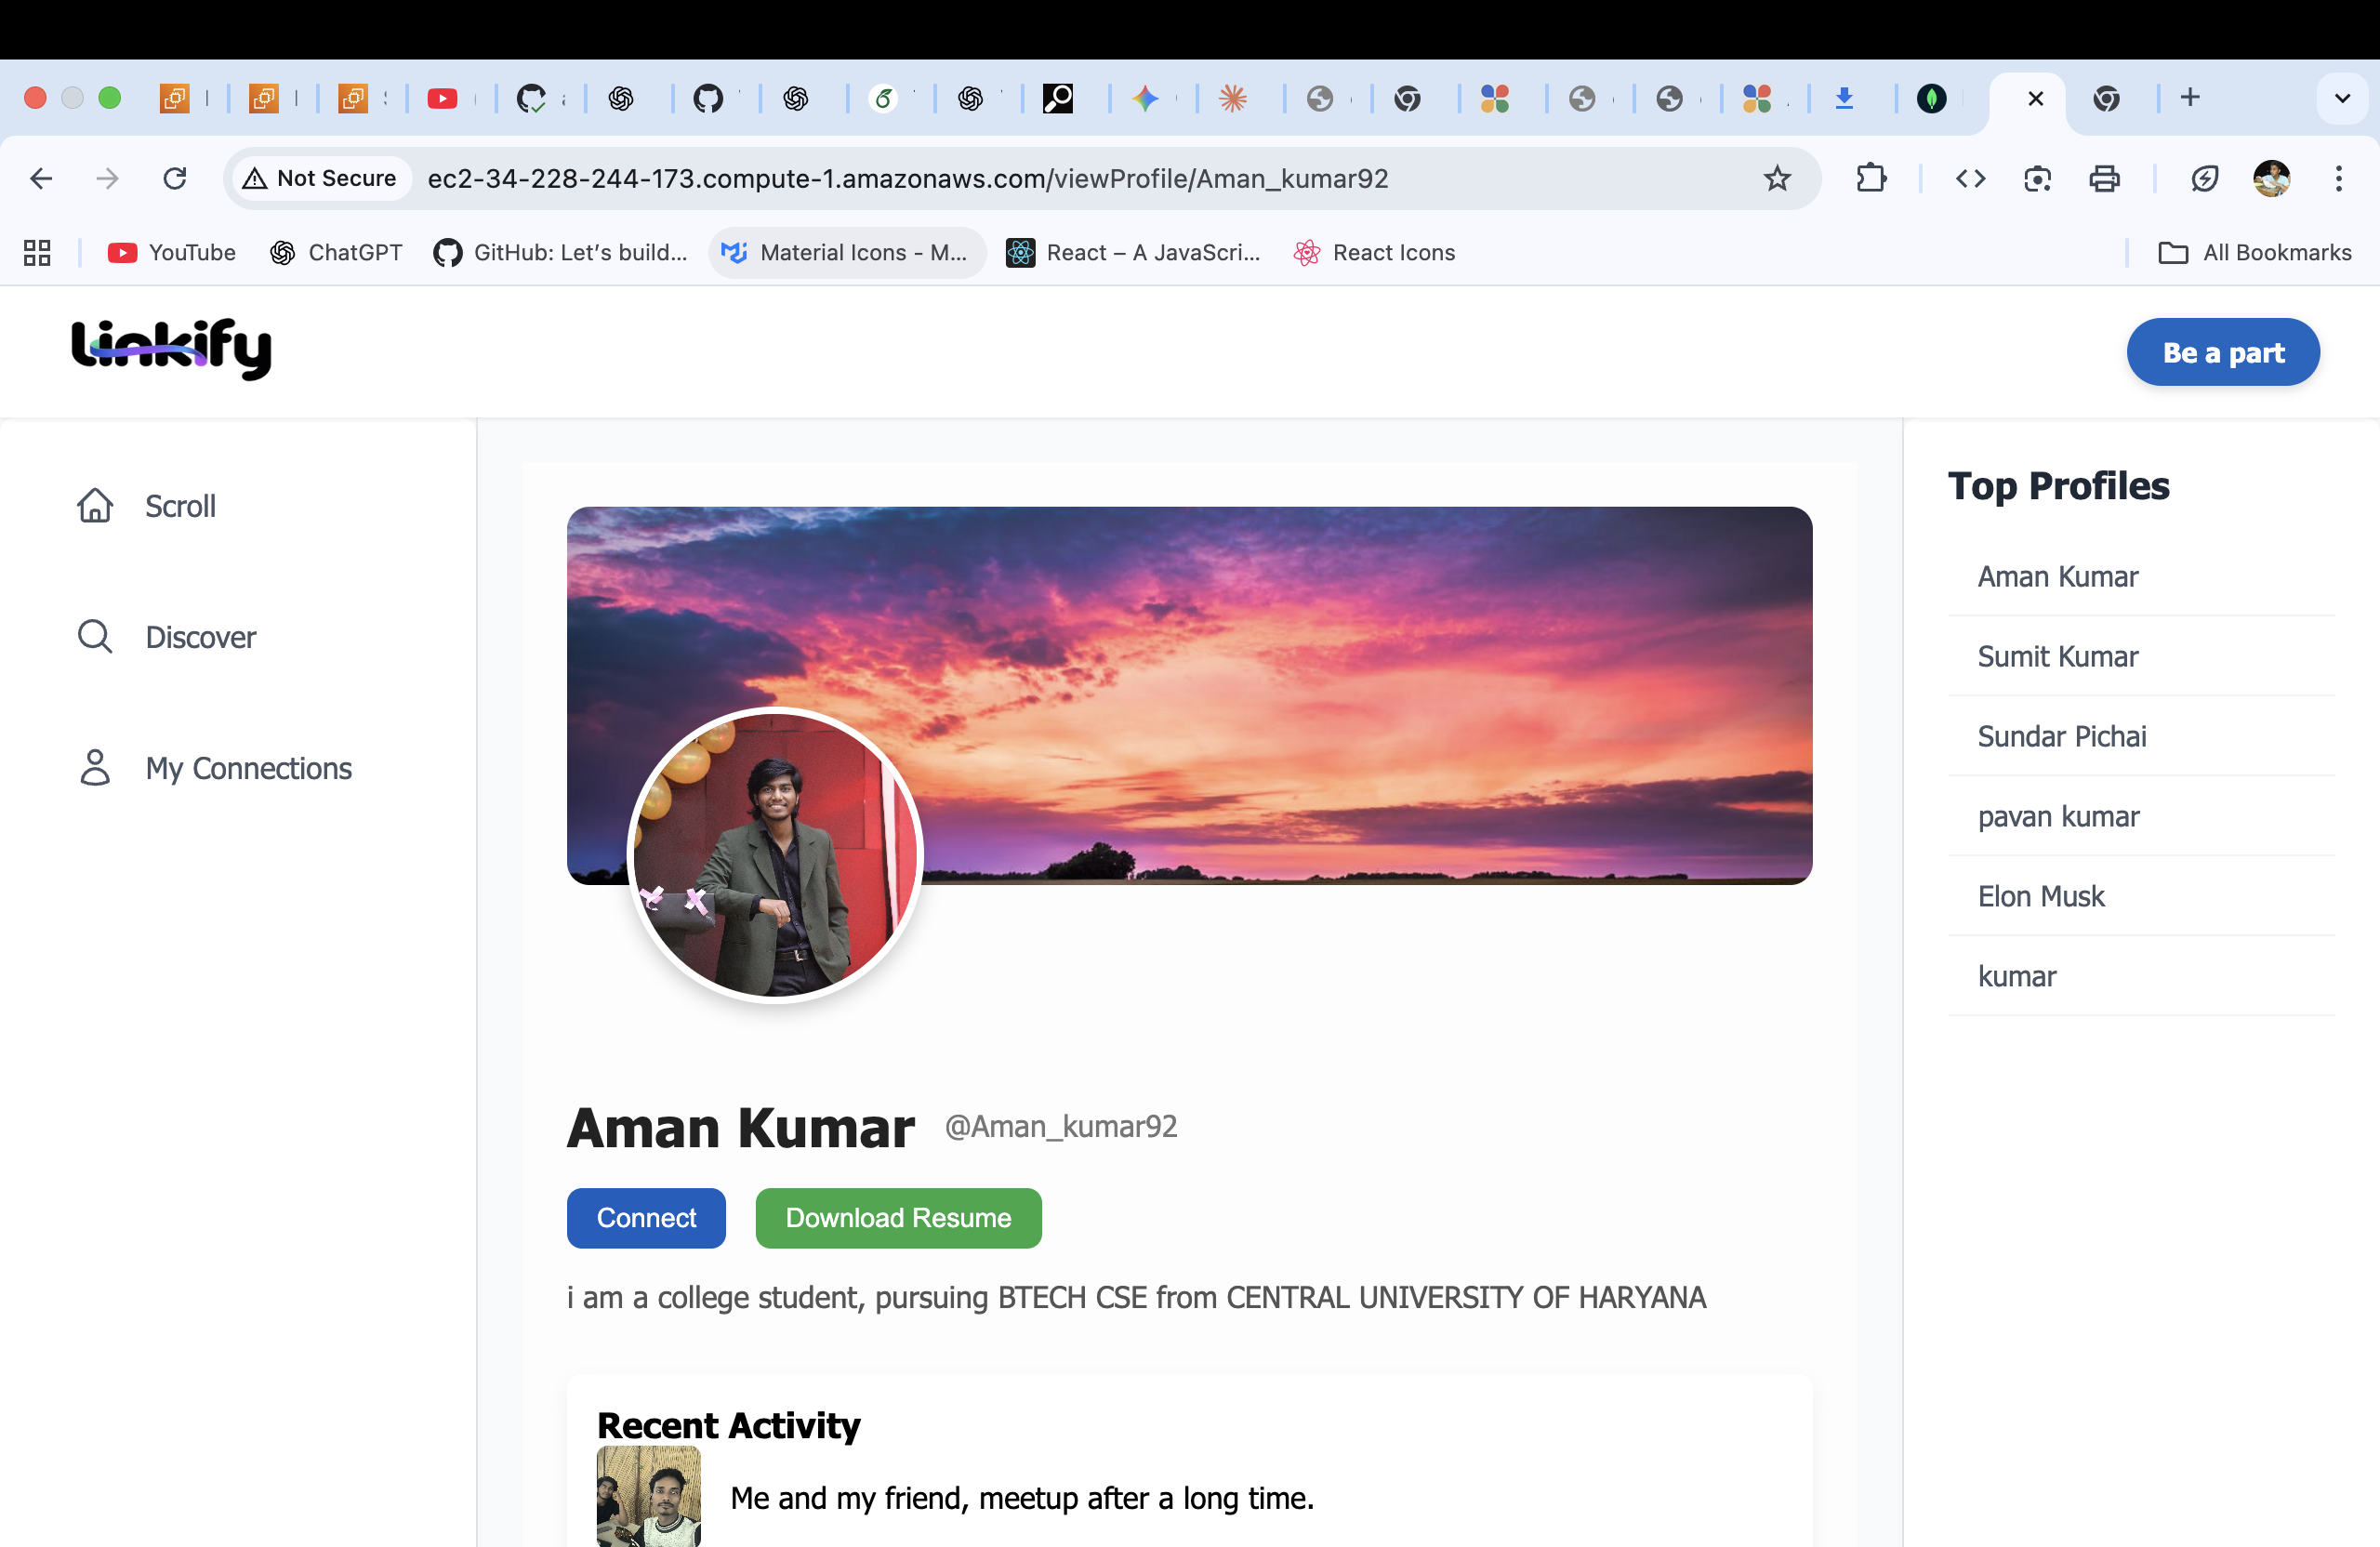 Not Secure
ec2-34-228-244-173.compute-1.amazonaws.com/viewProfile/Aman_kumar92
YouTube
ChatGPT
GitHub: Let's build...
Material Icons - M...
React – A JavaScri...
React Icons
All Bookmarks
Linkify
Be a part
Scroll
Discover
My Connections
Aman Kumar @Aman_kumar92
Connect
Download Resume
i am a college student, pursuing BTECH CSE from CENTRAL UNIVERSITY OF HARYANA
Recent Activity
Me and my friend, meetup after a long time.
Top Profiles
Aman Kumar
Sumit Kumar
Sundar Pichai
pavan kumar
Elon Musk
kumar